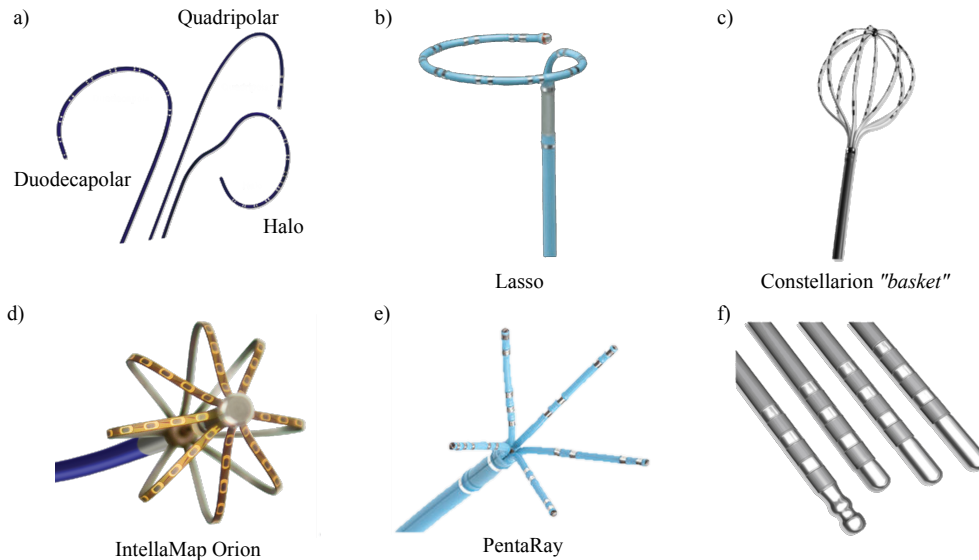 a)
Quadripolar
b)
c)
Duodecapolar
Halo
Lasso
Constellarion "basket"
d)
e)
f)
IntellaMap Orion
PentaRay